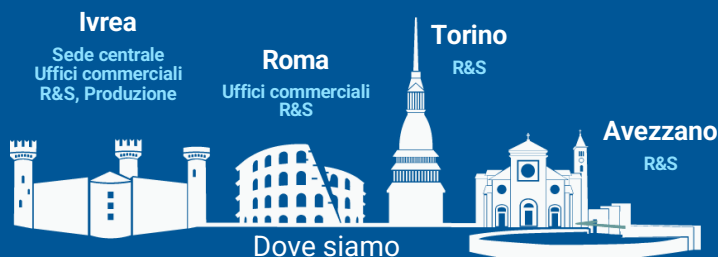 Ivrea
Sede centrale
Uffici commerciali
R&S, Produzione
Roma
Uffici commerciali
R&S
Torino
R&S
Avezzano
R&S
Dove siamo